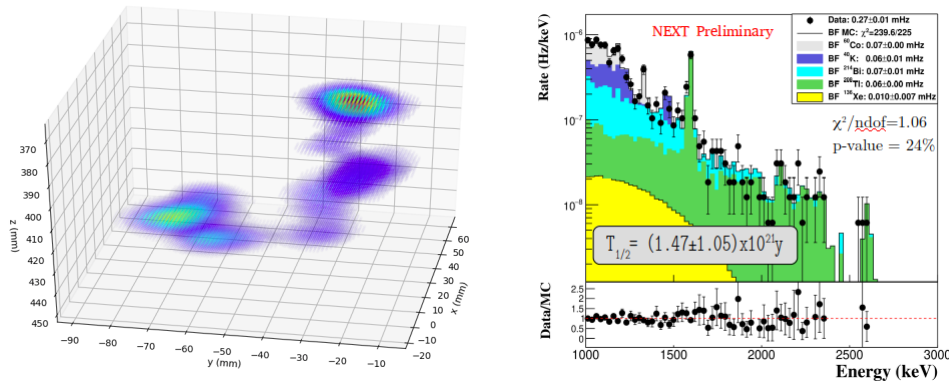 370
380
390
400
410
420
430
440
450
z (mm)
-90
-80
-70
-60
-50
-40
-30
-20
-10
y (mm)
60
50
40
30
20
10
0
-10
-20
x (mm)
NEXT Preliminary
Data: 0.27±0.01 mHz
BF MC: χ²=239.6/225
BF ⁶⁰Co: 0.07±0.00 mHz
BF ⁴⁰K: 0.06±0.01 mHz
BF ²¹⁴Bi: 0.07±0.01 mHz
BF ²⁰⁸Tl: 0.06±0.00 mHz
BF ¹³⁶Xe: 0.010±0.007 mHz
χ²/ndof=1.06
p-value = 24%
T1/2= (1.47±1.05)x10²¹y
Rate (Hz/keV)
10⁻⁶
10⁻⁷
10⁻⁸
Data/MC
2.5
2
1.5
1
0.5
0
1000
1500
2000
2500
3000
Energy (keV)